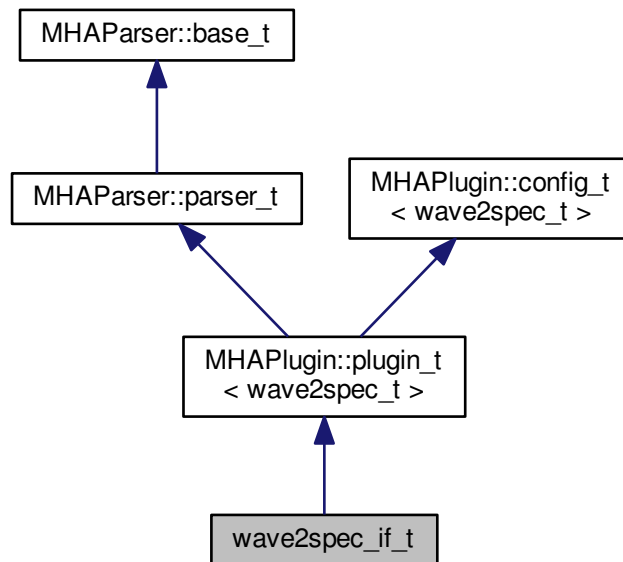 MHAParser::base_t
MHAParser::parser_t
MHAPlugin::config_t
< wave2spec_t >
MHAPlugin::plugin_t
< wave2spec_t >
wave2spec_if_t